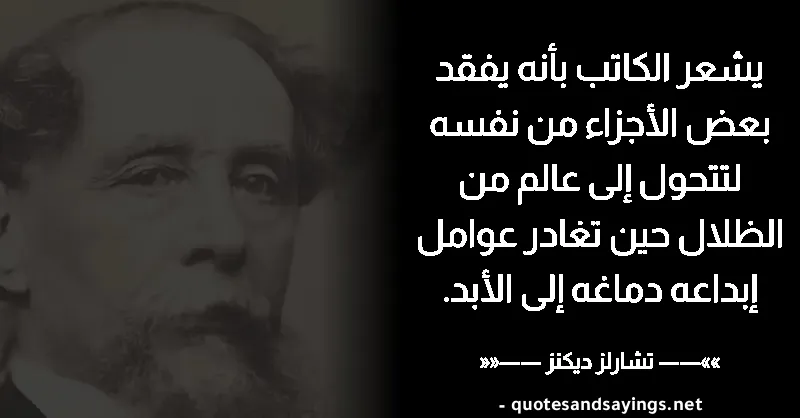 يشعر الكاتب بأنه يفقد
بعض الأجزاء من نفسه
لتتحول إلى عالم من
الظلال حين تغادر عوامل
إبداعه دماغه إلى الأبد.
»»—— تشارلز ديكنز ——««
- quotesandsayings.net